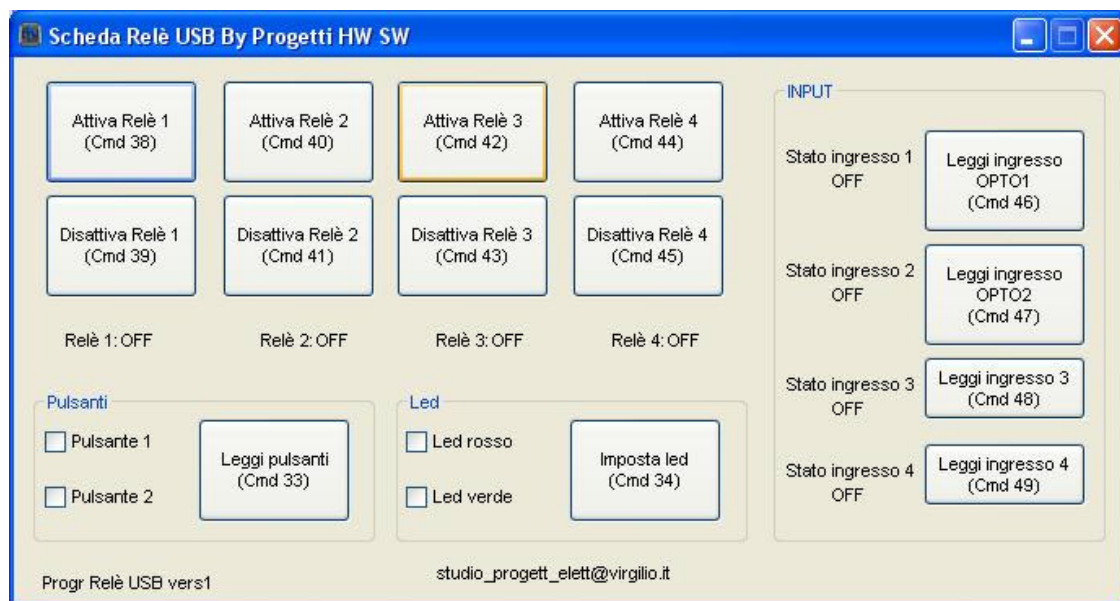 Scheda Relè USB By Progetti HW SW
Attiva Relè 1
(Cmd 38)
Attiva Relè 2
(Cmd 40)
Attiva Relè 3
(Cmd 42)
Attiva Relè 4
(Cmd 44)
Disattiva Relè 1
(Cmd 39)
Disattiva Relè 2
(Cmd 41)
Disattiva Relè 3
(Cmd 43)
Disattiva Relè 4
(Cmd 45)
Relè 1: OFF
Relè 2: OFF
Relè 3: OFF
Relè 4: OFF
Pulsanti
Pulsante 1
Pulsante 2
Leggi pulsanti
(Cmd 33)
Led
Led rosso
Led verde
Imposta led
(Cmd 34)
INPUT
Stato ingresso 1
OFF
Leggi ingresso
OPTO1
(Cmd 46)
Stato ingresso 2
OFF
Leggi ingresso
OPTO2
(Cmd 47)
Stato ingresso 3
OFF
Leggi ingresso 3
(Cmd 48)
Stato ingresso 4
OFF
Leggi ingresso 4
(Cmd 49)
Progr Relè USB vers1
studio_progett_elett@virgilio.it